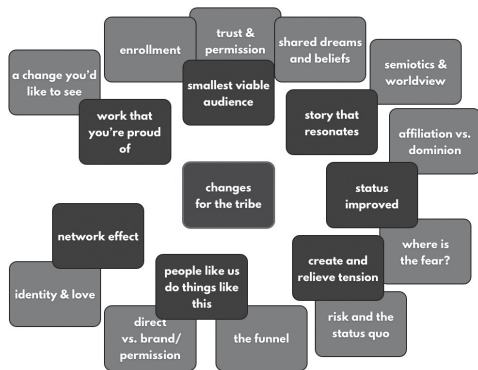 enrollment
trust &
permission
shared dreams
and beliefs
a change you'd
like to see
smallest viable
audience
semiotics &
worldview
work that
you're proud
of
story that
resonates
affiliation vs.
dominion
changes
for the tribe
status
improved
network effect
where is
the fear?
people like us
do things like
this
create and
relieve tension
identity & love
direct
vs. brand/
permission
the funnel
risk and the
status quo